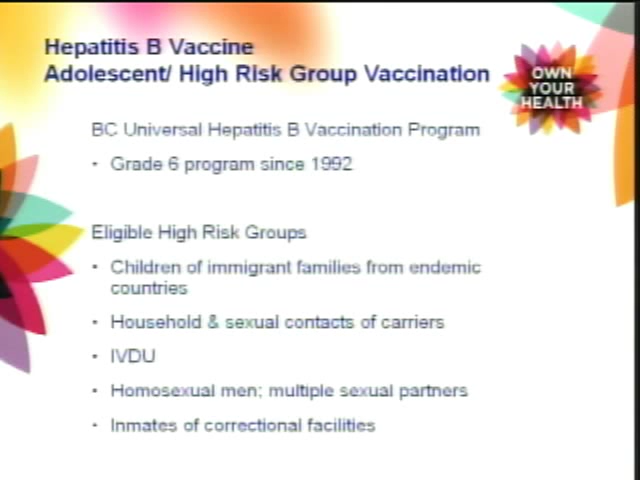 Hepatitis B Vaccine
Adolescent/ High Risk Group Vaccination
OWN
YOUR
HEALTH
BC Universal Hepatitis B Vaccination Program
• Grade 6 program since 1992
Eligible High Risk Groups
• Children of immigrant families from endemic
countries
• Household & sexual contacts of carriers
• IVDU
• Homosexual men; multiple sexual partners
• Inmates of correctional facilities